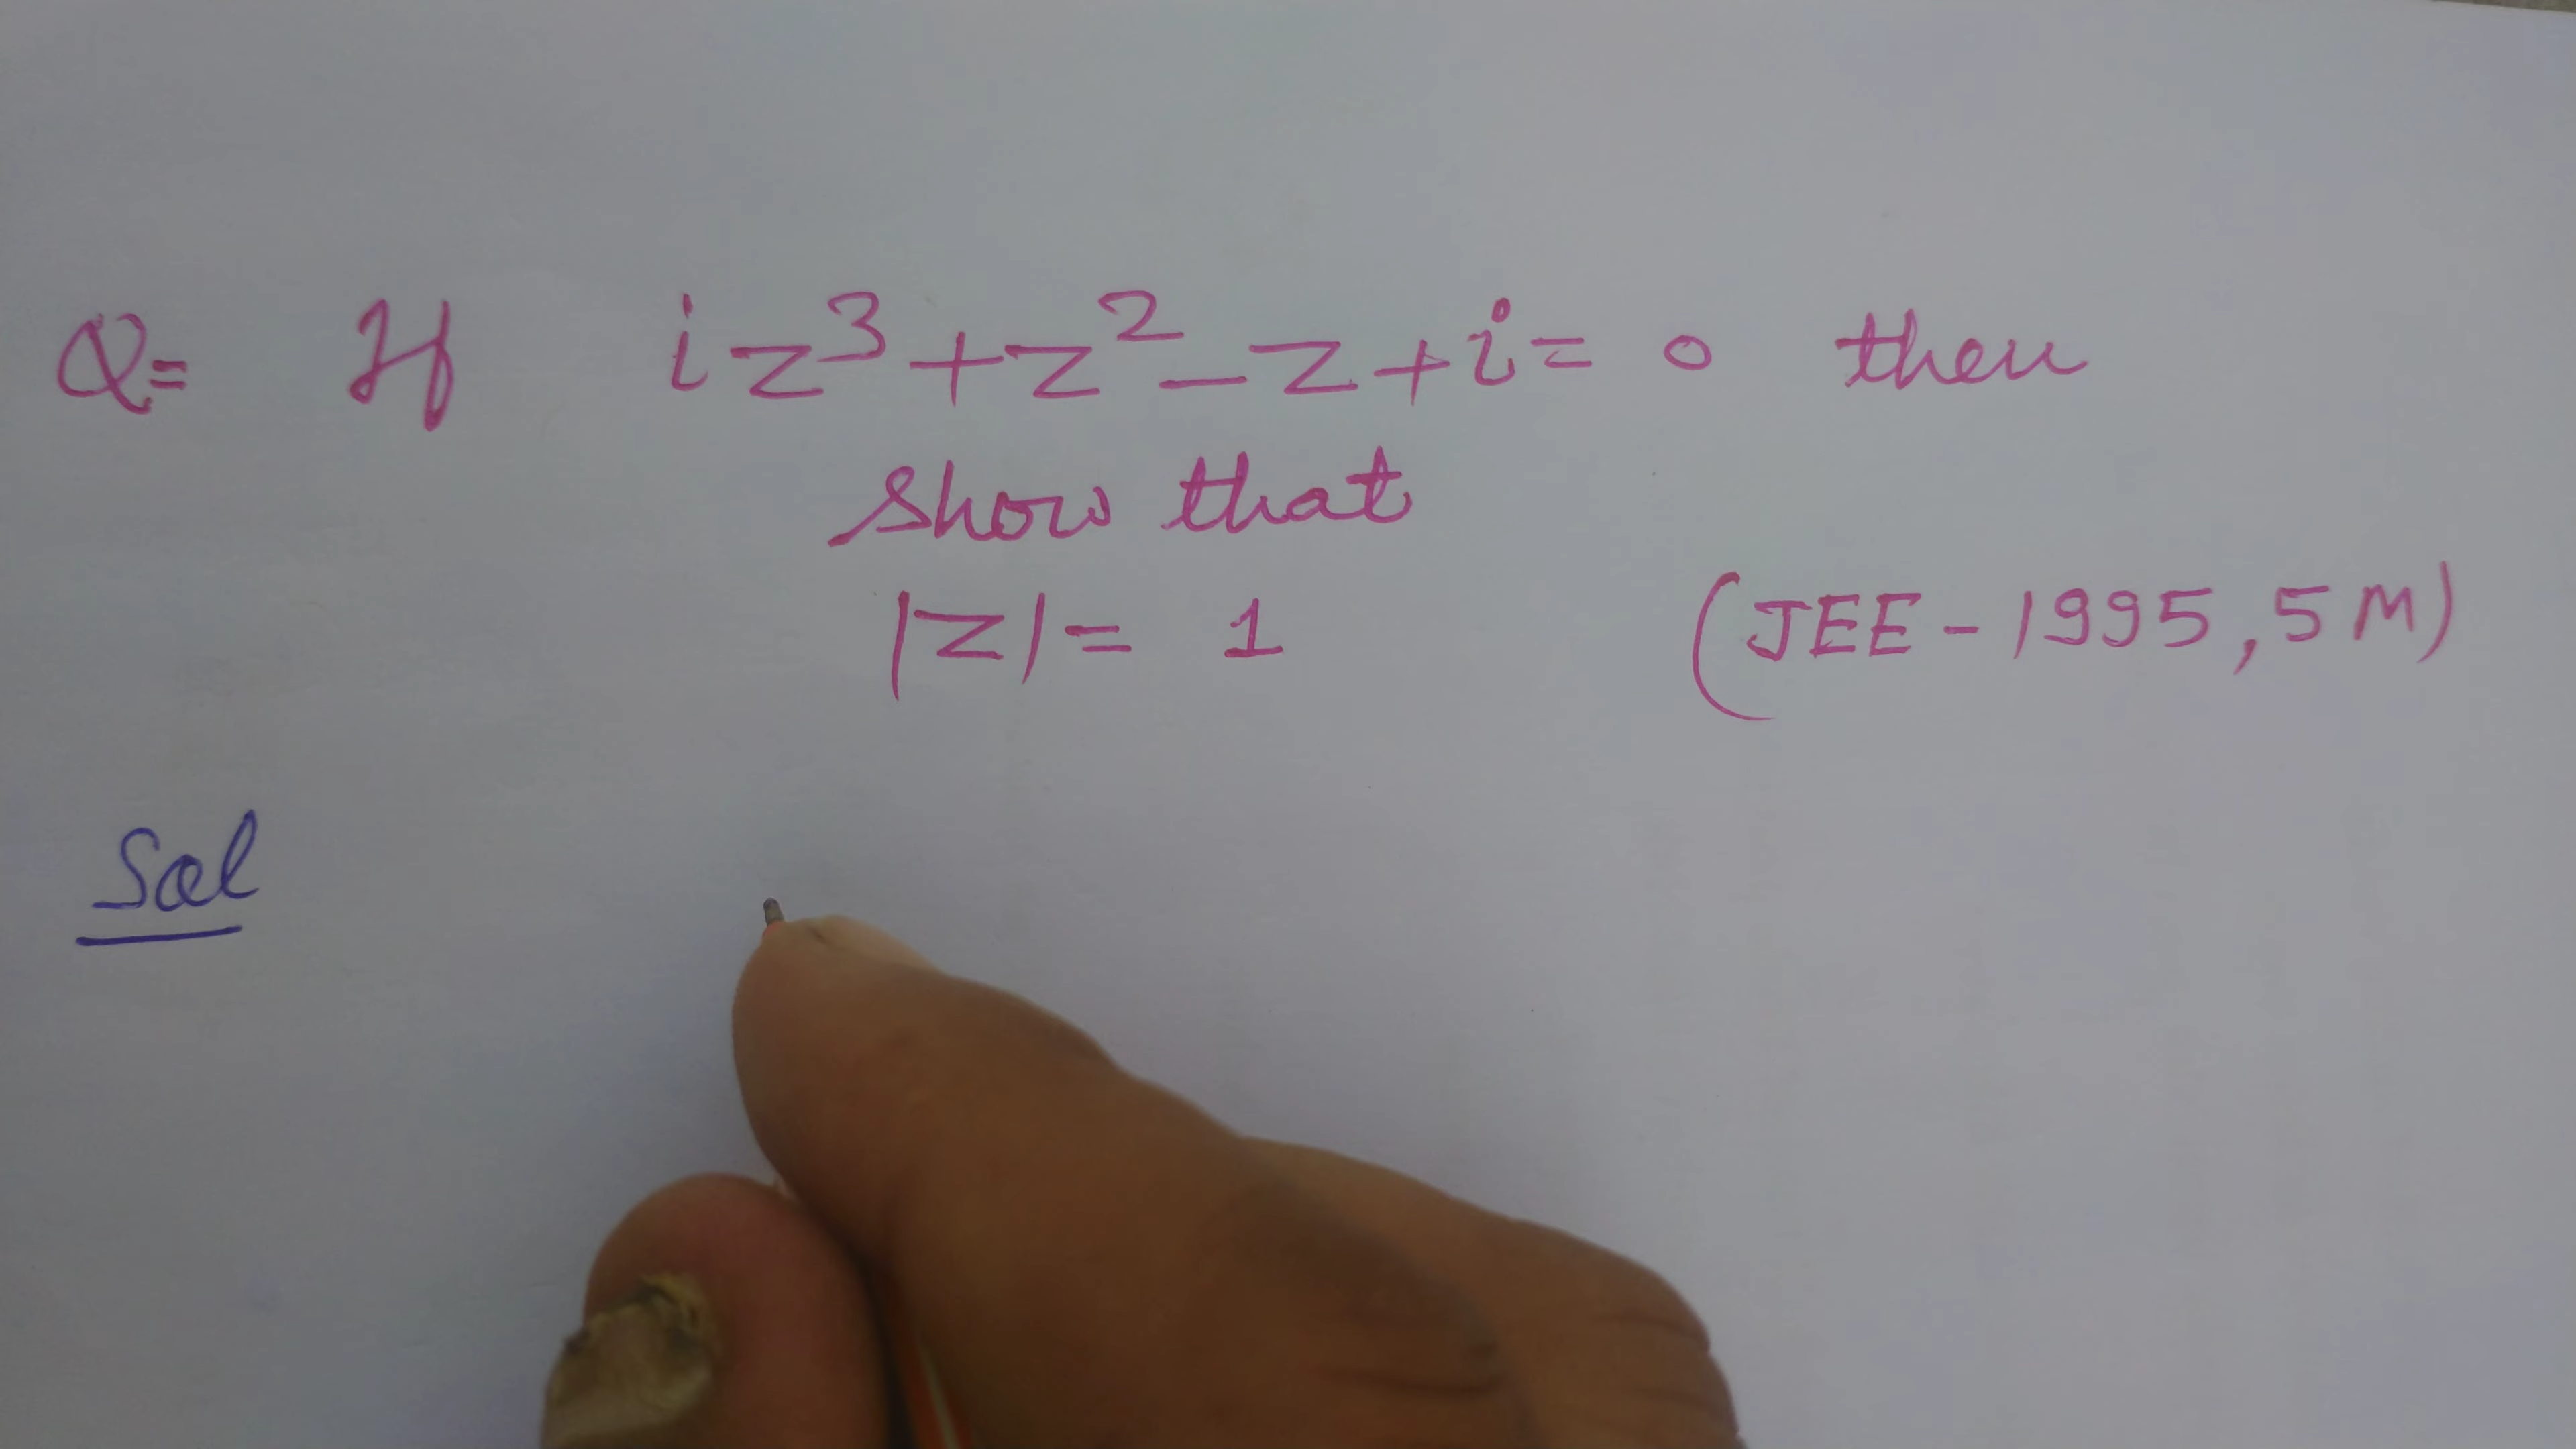 Q= If iz³+z²-z+i= 0 then
show that
|z|= 1 (JEE-1995, 5M)
Sol